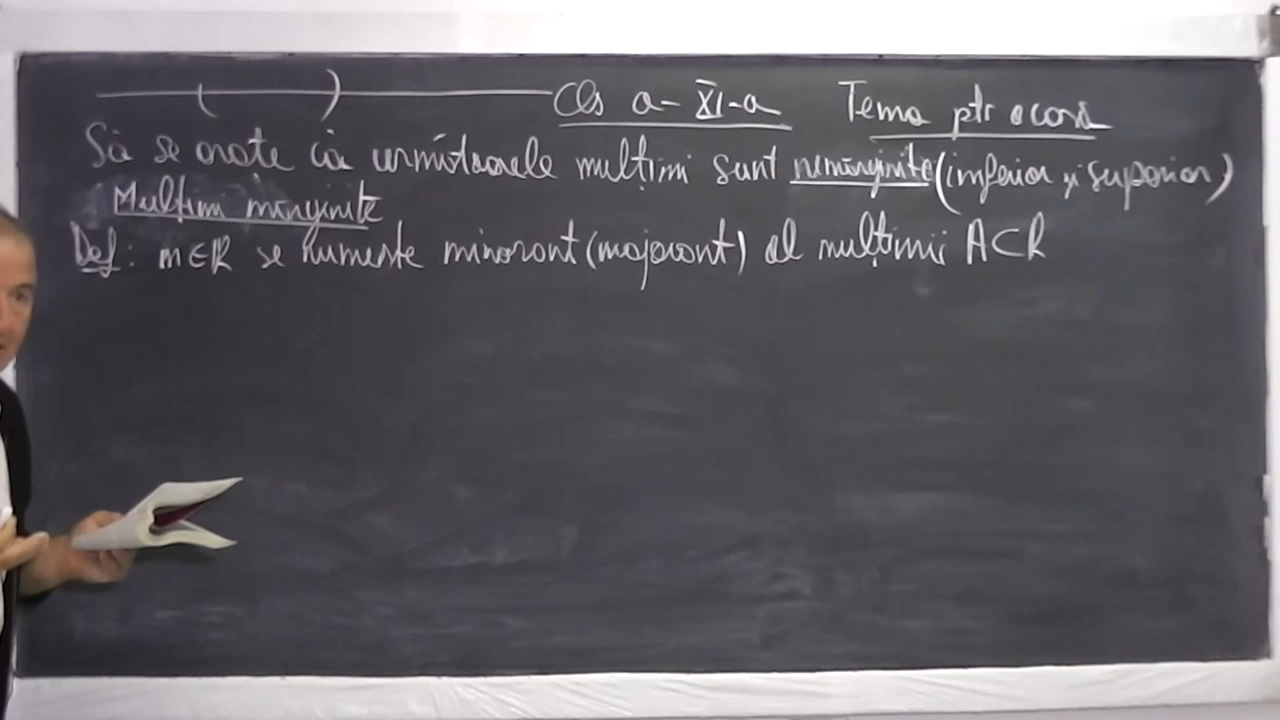 ( ) Cls a-XI-a Tema ptr acasă
Să se arate că următoarele mulțimi sunt nemărginite (inferior și superior)
Mulțimi mărginite
Def: m∈R se numește minorant (majorant) al mulțimii A⊂R